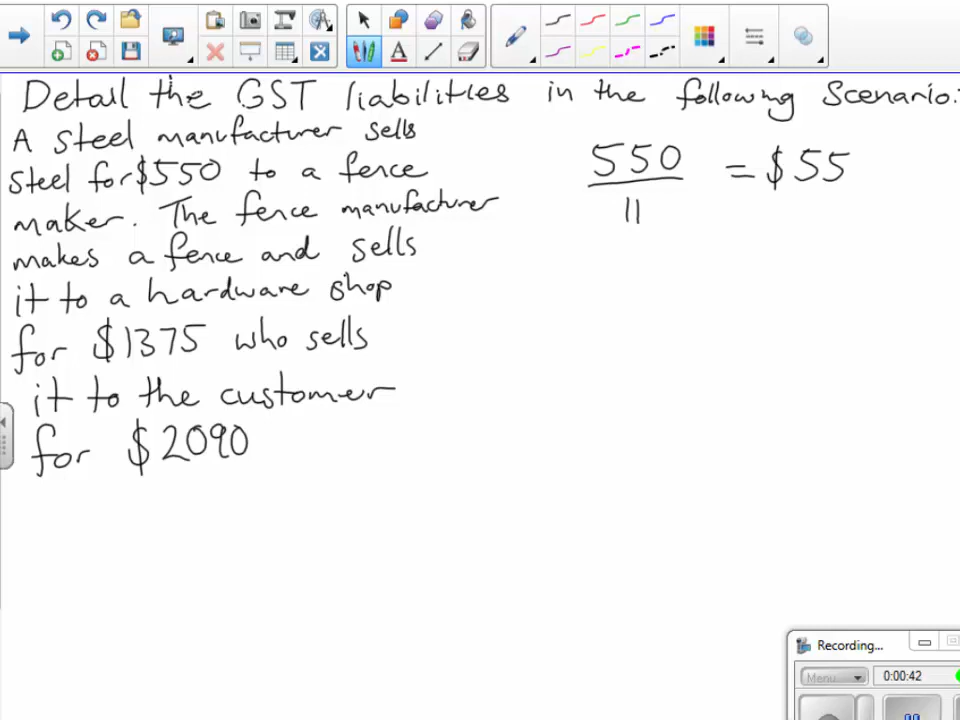 Detail the GST liabilities in the following Scenario:
A steel manufacturer sells
steel for $550 to a fence
maker. The fence manufacturer
makes a fence and sells
it to a hardware shop
for $1375 who sells
it to the customer
for $2090
550 = $55
11
A
Recording...
Menu
0:00:42